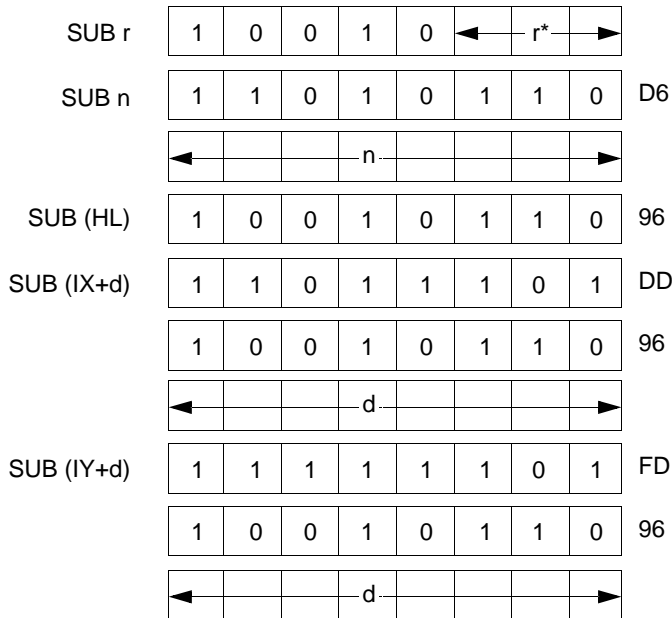 SUB r 1 0 0 1 0 r*
SUB n 1 1 0 1 0 1 1 0 D6
n
SUB (HL) 1 0 0 1 0 1 1 0 96
SUB (IX+d) 1 1 0 1 1 1 0 1 DD
1 0 0 1 0 1 1 0 96
d
SUB (IY+d) 1 1 1 1 1 1 0 1 FD
1 0 0 1 0 1 1 0 96
d